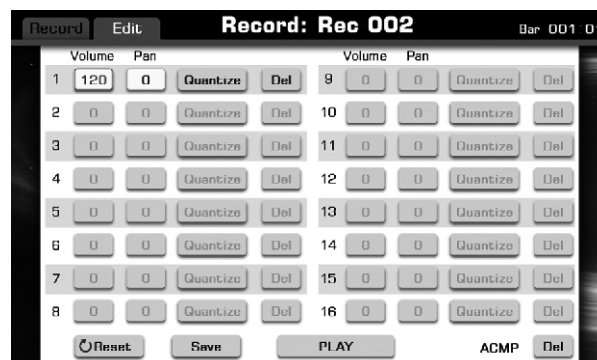 Record Edit Record: Rec 002 Bar 001:0
Volume Pan Volume Pan
1 120 0 Quantize Del 9 0 0 Quantize Del
2 0 0 Quantize Del 10 0 0 Quantize Del
3 0 0 Quantize Del 11 0 0 Quantize Del
4 0 0 Quantize Del 12 0 0 Quantize Del
5 0 0 Quantize Del 13 0 0 Quantize Del
6 0 0 Quantize Del 14 0 0 Quantize Del
7 0 0 Quantize Del 15 0 0 Quantize Del
8 0 0 Quantize Del 16 0 0 Quantize Del
Reset Save PLAY ACMP Del